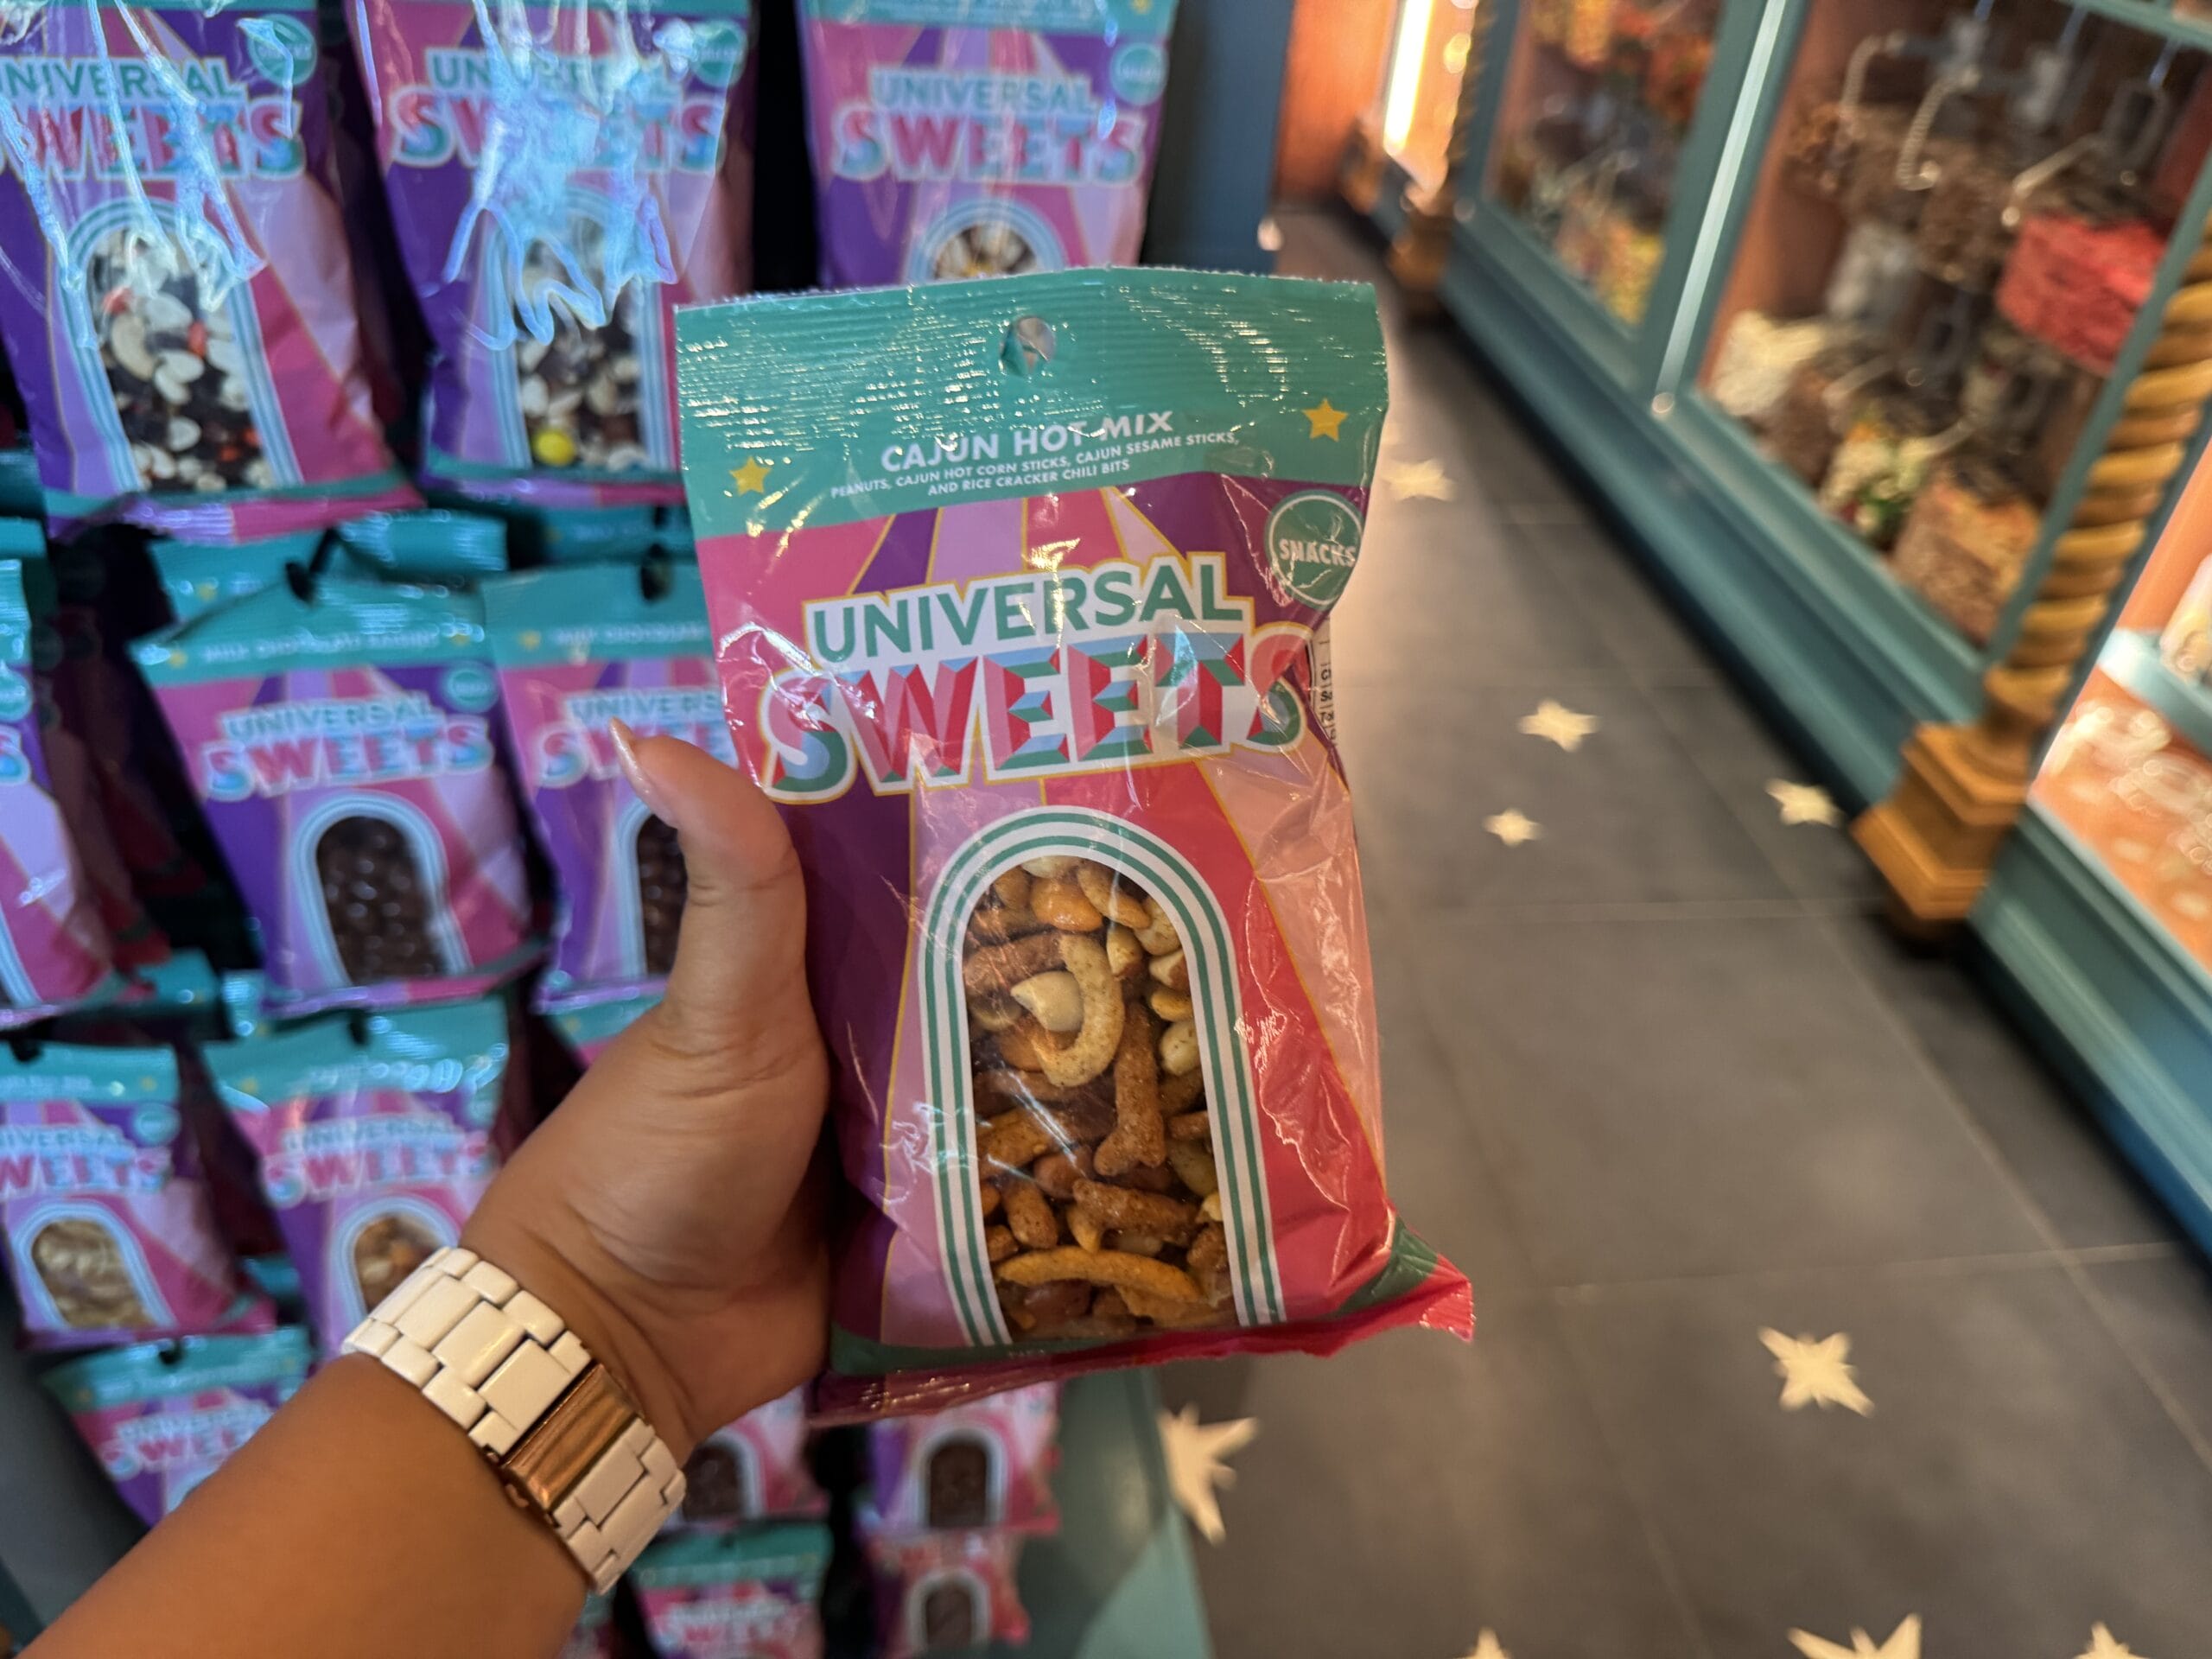 UNIVERSAL
SWEETS
UNIVERSAL
SWEETS
UNIVERSAL
SWEETS
CAJUN HOT MIX
PEANUTS, CAJUN HOT CORN STICKS, CAJUN SESAME STICKS,
AND RICE CRACKER CHILI BITS
SNACKS
UNIVERSAL
SWEETS
UNIVERSAL
SWEETS
UNIVERSAL
SWEETS
UNIVERSAL
SWEETS